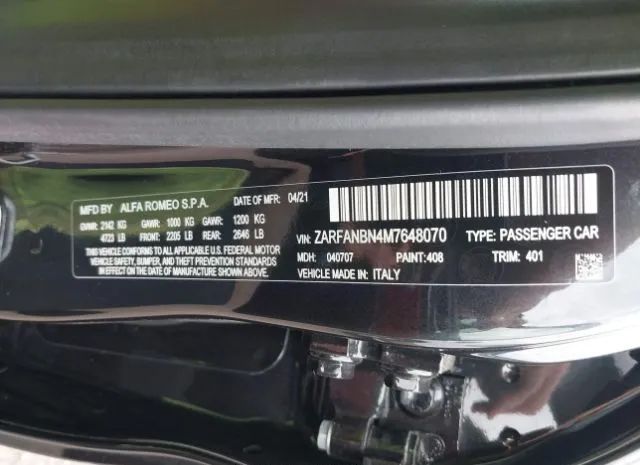 MFD BY ALFA ROMEO S.P.A. DATE OF MFR: 04/21
GVWR: 2142 KG GAWR: 1000 KG GAWR: 1200 KG
4723 LB FRONT: 2205 LB REAR: 2646 LB
THIS VEHICLE CONFORMS TO ALL APPLICABLE U.S. FEDERAL MOTOR
VEHICLE SAFETY, BUMPER, AND THEFT PREVENTION STANDARDS
IN EFFECT ON THE DATE OF MANUFACTURE SHOWN ABOVE.
VIN: ZARFANBN4M7648070 TYPE: PASSENGER CAR
MDH: 040707 PAINT: 408 TRIM: 401
VEHICLE MADE IN: ITALY